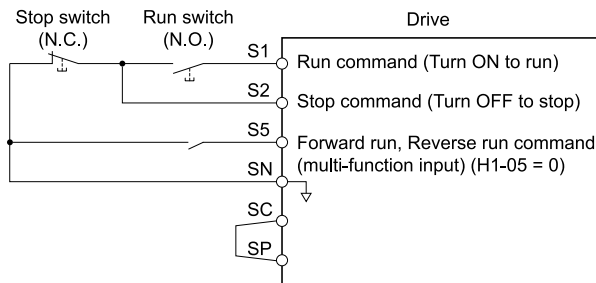 Stop switch
(N.C.)
Run switch
(N.O.)
Drive
S1
Run command (Turn ON to run)
S2
Stop command (Turn OFF to stop)
S5
Forward run, Reverse run command
(multi-function input) (H1-05 = 0)
SN
SC
SP